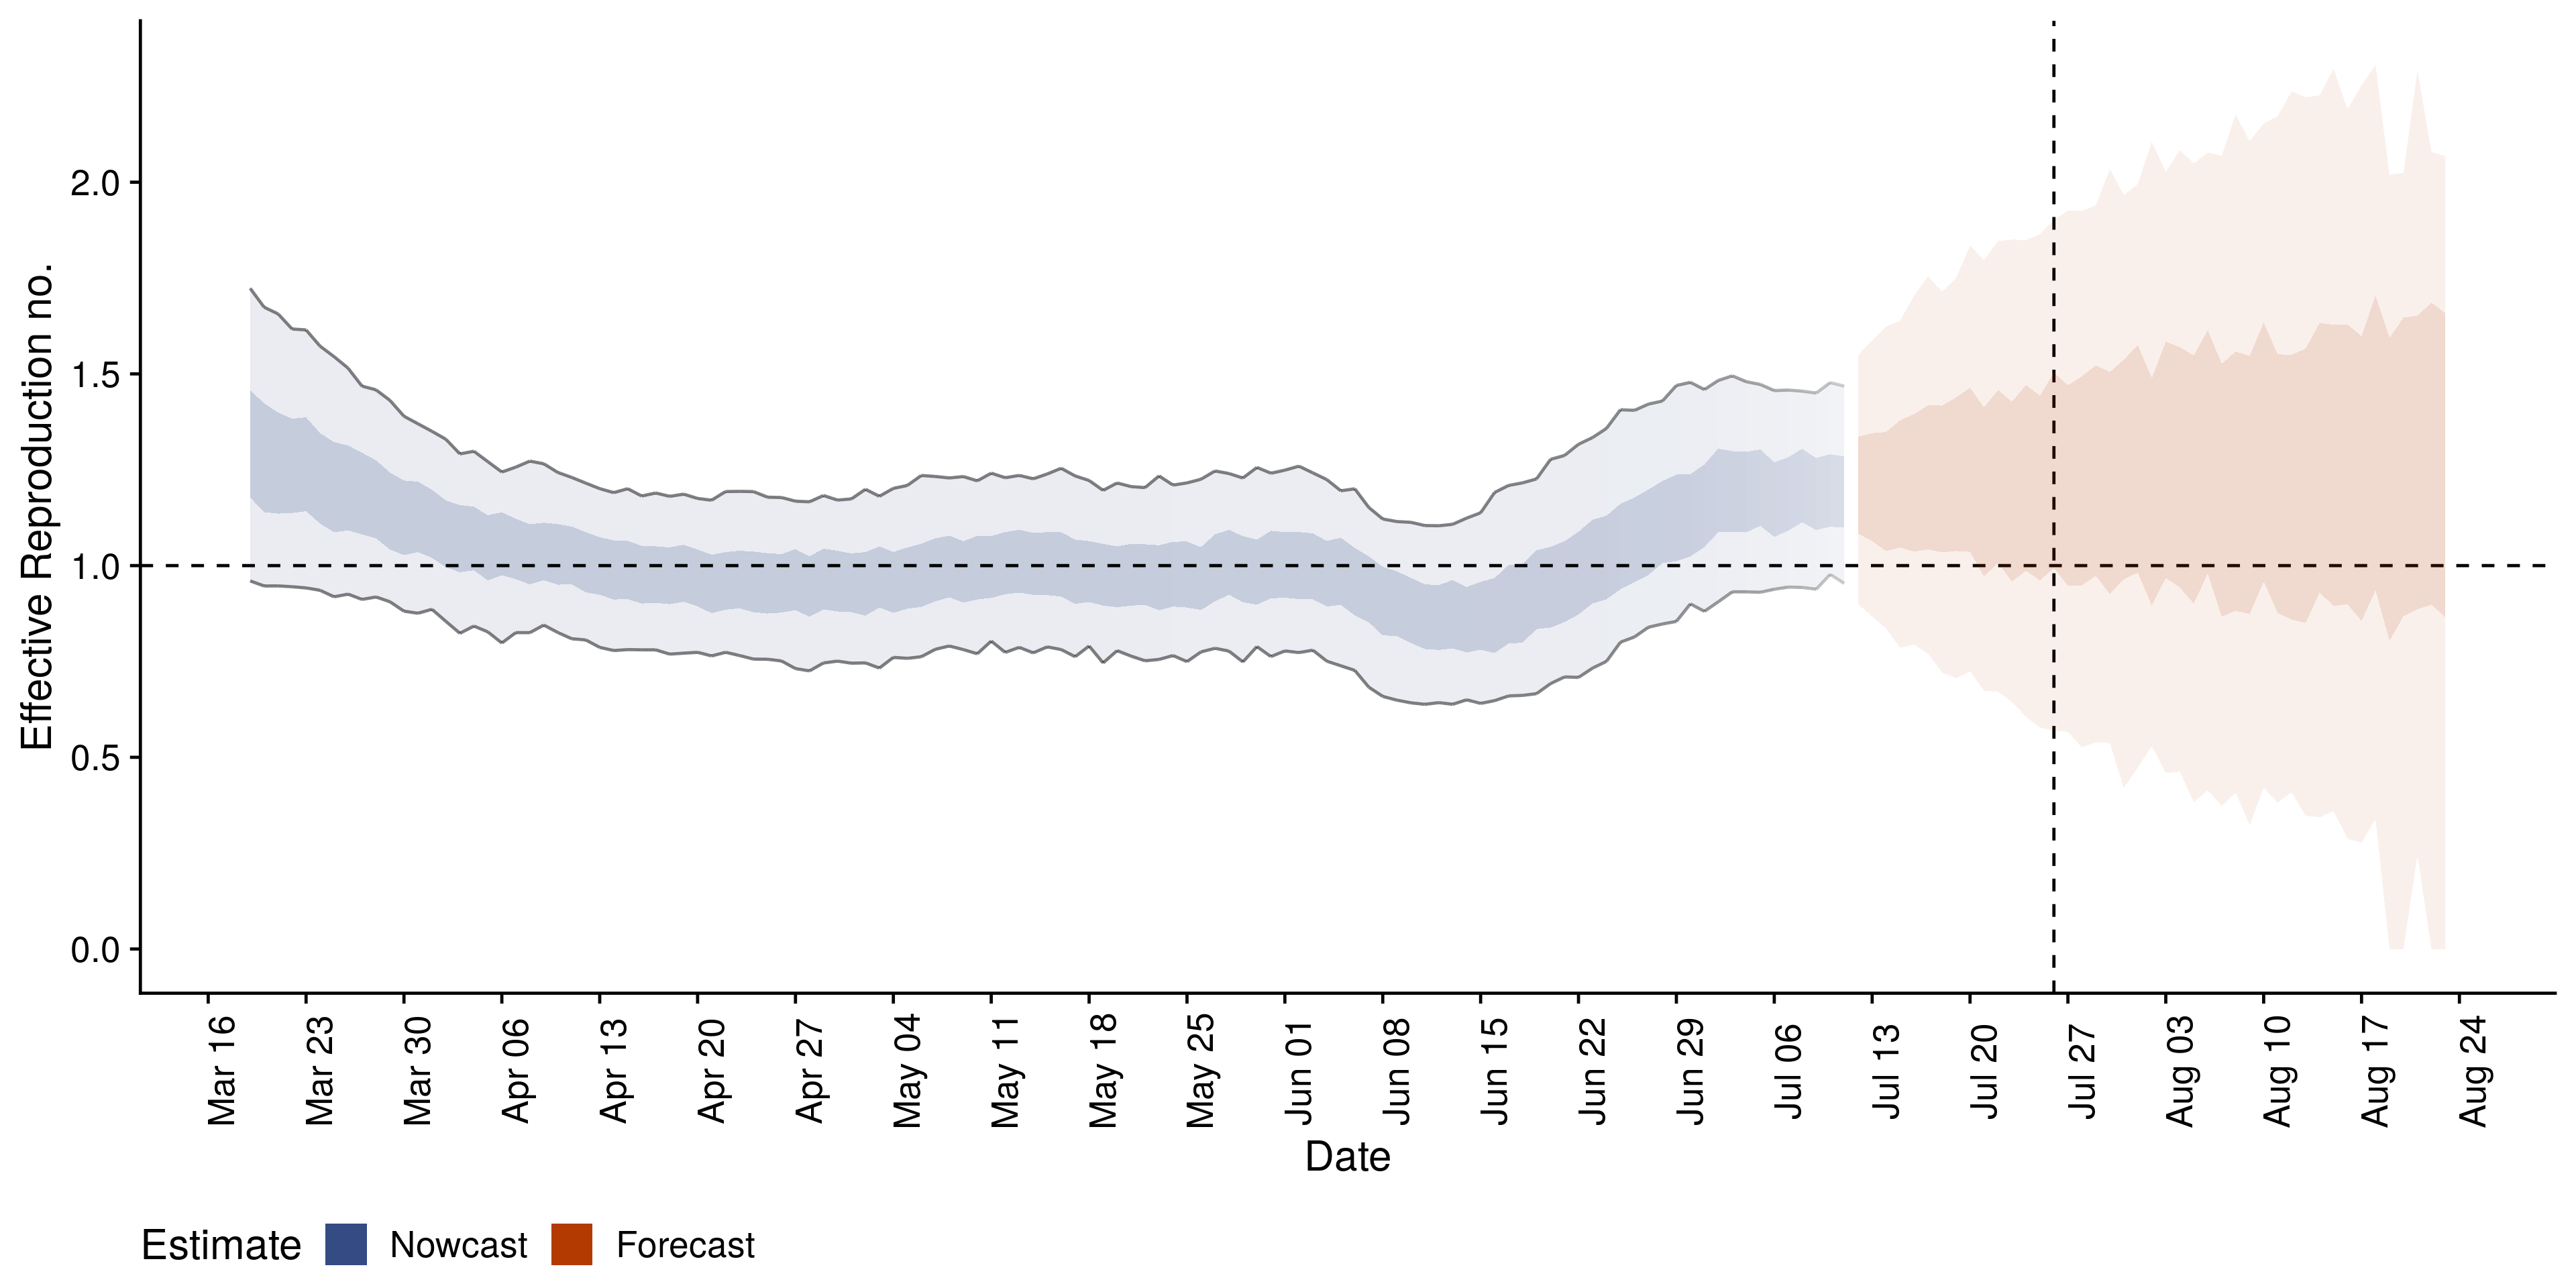 Effective Reproduction no.
2.0
1.5
1.0
0.5
0.0
Mar 16
Mar 23
Mar 30
Apr 06
Apr 13
Apr 20
Apr 27
May 04
May 11
May 18
May 25
Jun 01
Jun 08
Jun 15
Jun 22
Jun 29
Jul 06
Jul 13
Jul 20
Jul 27
Aug 03
Aug 10
Aug 17
Aug 24
Date
Estimate Nowcast Forecast